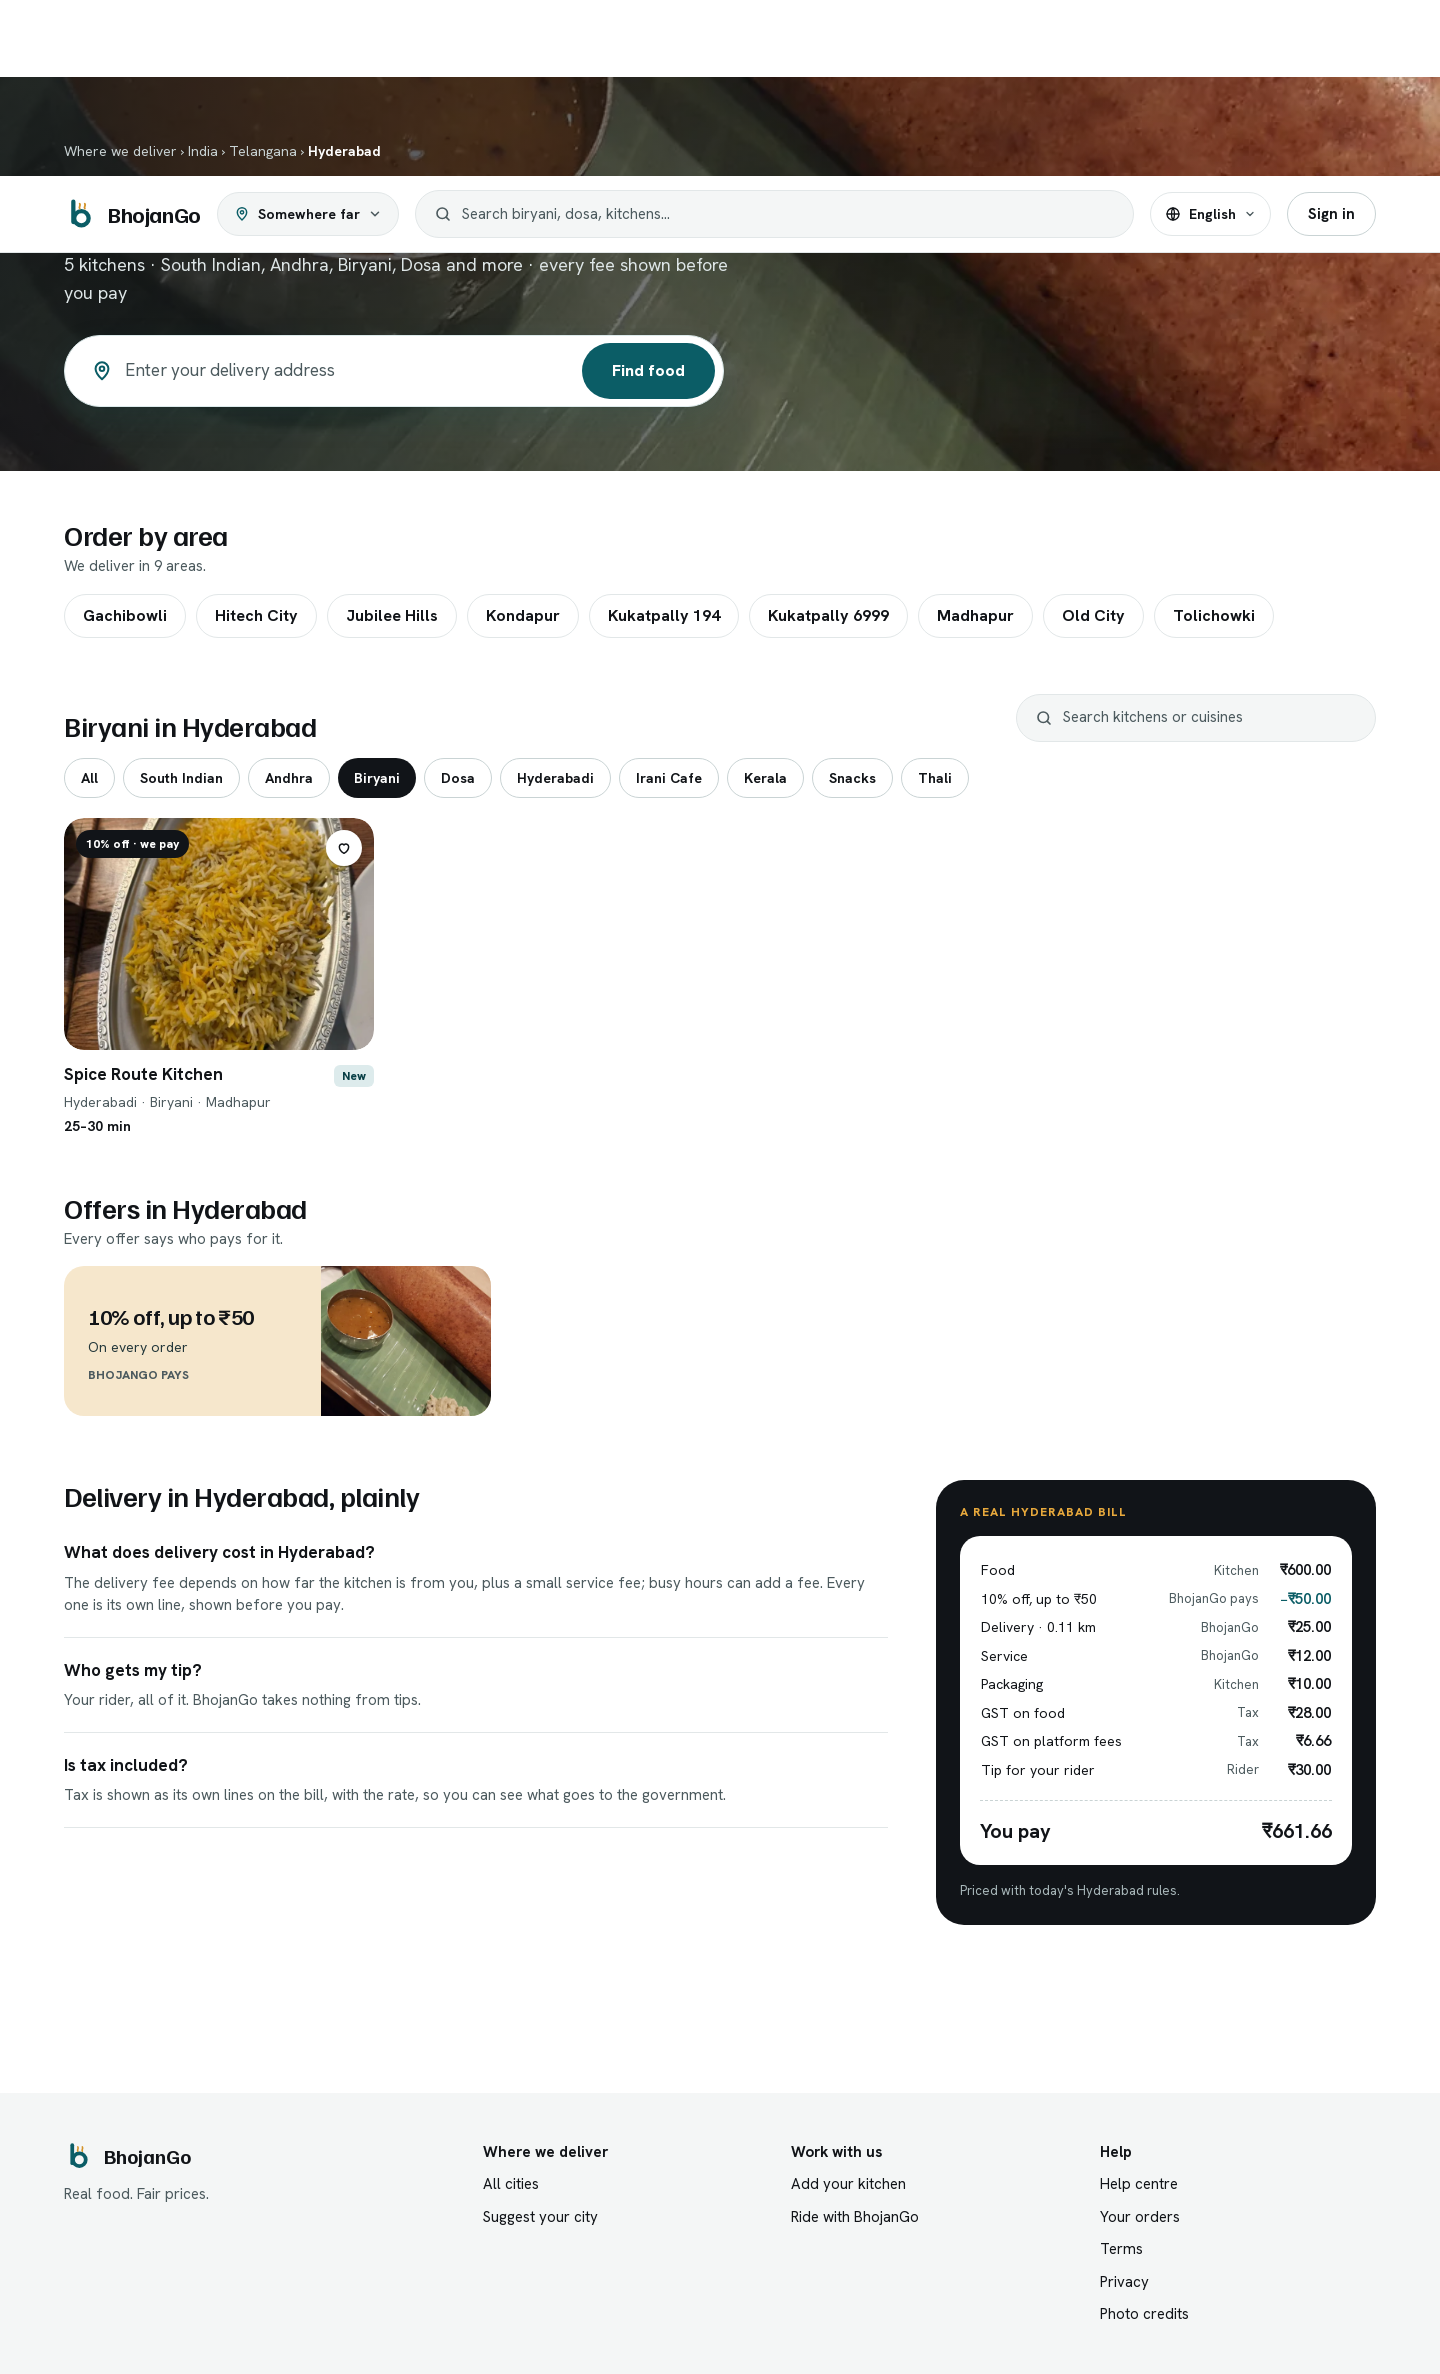 Where we deliver › India › Telangana › Hyderabad
BhojanGo
Somewhere far
Search biryani, dosa, kitchens...
English
Sign in
5 kitchens · South Indian, Andhra, Biryani, Dosa and more · every fee shown before
you pay
Enter your delivery address
Find food
Order by area
We deliver in 9 areas.
Gachibowli
Hitech City
Jubilee Hills
Kondapur
Kukatpally 194
Kukatpally 6999
Madhapur
Old City
Tolichowki
Biryani in Hyderabad
Search kitchens or cuisines
All
South Indian
Andhra
Biryani
Dosa
Hyderabadi
Irani Cafe
Kerala
Snacks
Thali
10% off · we pay
Spice Route Kitchen
New
Hyderabadi · Biryani · Madhapur
25–30 min
Offers in Hyderabad
Every offer says who pays for it.
10% off, up to ₹50
On every order
BHOJANGO PAYS
Delivery in Hyderabad, plainly
What does delivery cost in Hyderabad?
The delivery fee depends on how far the kitchen is from you, plus a small service fee; busy hours can add a fee. Every
one is its own line, shown before you pay.
Who gets my tip?
Your rider, all of it. BhojanGo takes nothing from tips.
Is tax included?
Tax is shown as its own lines on the bill, with the rate, so you can see what goes to the government.
A REAL HYDERABAD BILL
Food Kitchen ₹600.00
10% off, up to ₹50 BhojanGo pays –₹50.00
Delivery · 0.11 km BhojanGo ₹25.00
Service BhojanGo ₹12.00
Packaging Kitchen ₹10.00
GST on food Tax ₹28.00
GST on platform fees Tax ₹6.66
Tip for your rider Rider ₹30.00
You pay ₹661.66
Priced with today's Hyderabad rules.
BhojanGo
Real food. Fair prices.
Where we deliver
All cities
Suggest your city
Work with us
Add your kitchen
Ride with BhojanGo
Help
Help centre
Your orders
Terms
Privacy
Photo credits